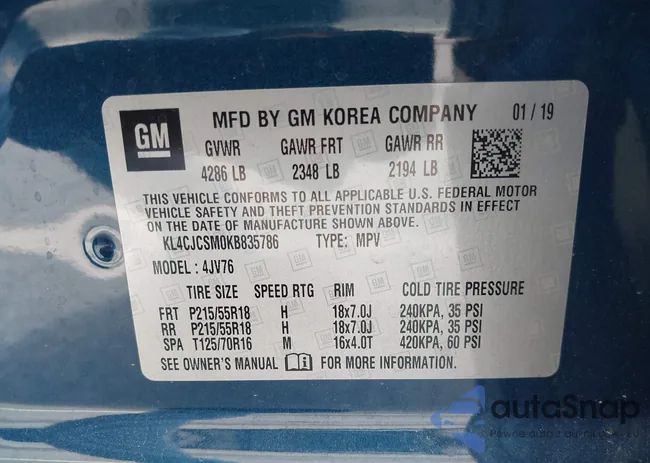 GM
MFD BY GM KOREA COMPANY 01/19
GVWR GAWR FRT GAWR RR
4286 LB 2348 LB 2194 LB
THIS VEHICLE CONFORMS TO ALL APPLICABLE U.S. FEDERAL MOTOR
VEHICLE SAFETY AND THEFT PREVENTION STANDARDS IN EFFECT
ON THE DATE OF MANUFACTURE SHOWN ABOVE.
KL4CJCSM0KB835786 TYPE: MPV
MODEL: 4JV76
TIRE SIZE SPEED RTG RIM COLD TIRE PRESSURE
FRT P215/55R18 H 18x7.0J 240KPA, 35 PSI
RR P215/55R18 H 18x7.0J 240KPA, 35 PSI
SPA T125/70R16 M 16x4.0T 420KPA, 60 PSI
SEE OWNER'S MANUAL FOR MORE INFORMATION.
autoSnap
Pewne auto z aukcji w USA